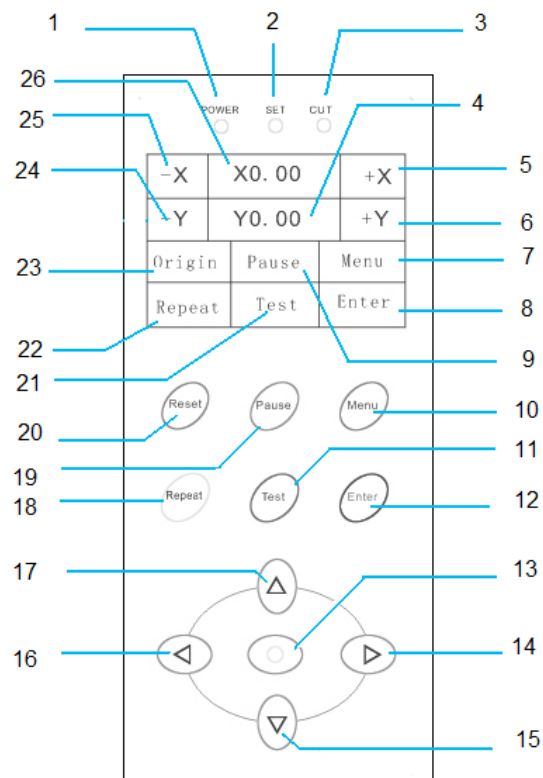 1 2 3
26 4
POWER SET CUT
25 5
-X X0.00 +X
24 6
-Y Y0.00 +Y
23 7
Origin Pause Menu
8
Repeat Test Enter
22 9
21
Reset Pause Menu
20 10
19 11
18
Repeat Test Enter
12
17 13
16 14
15